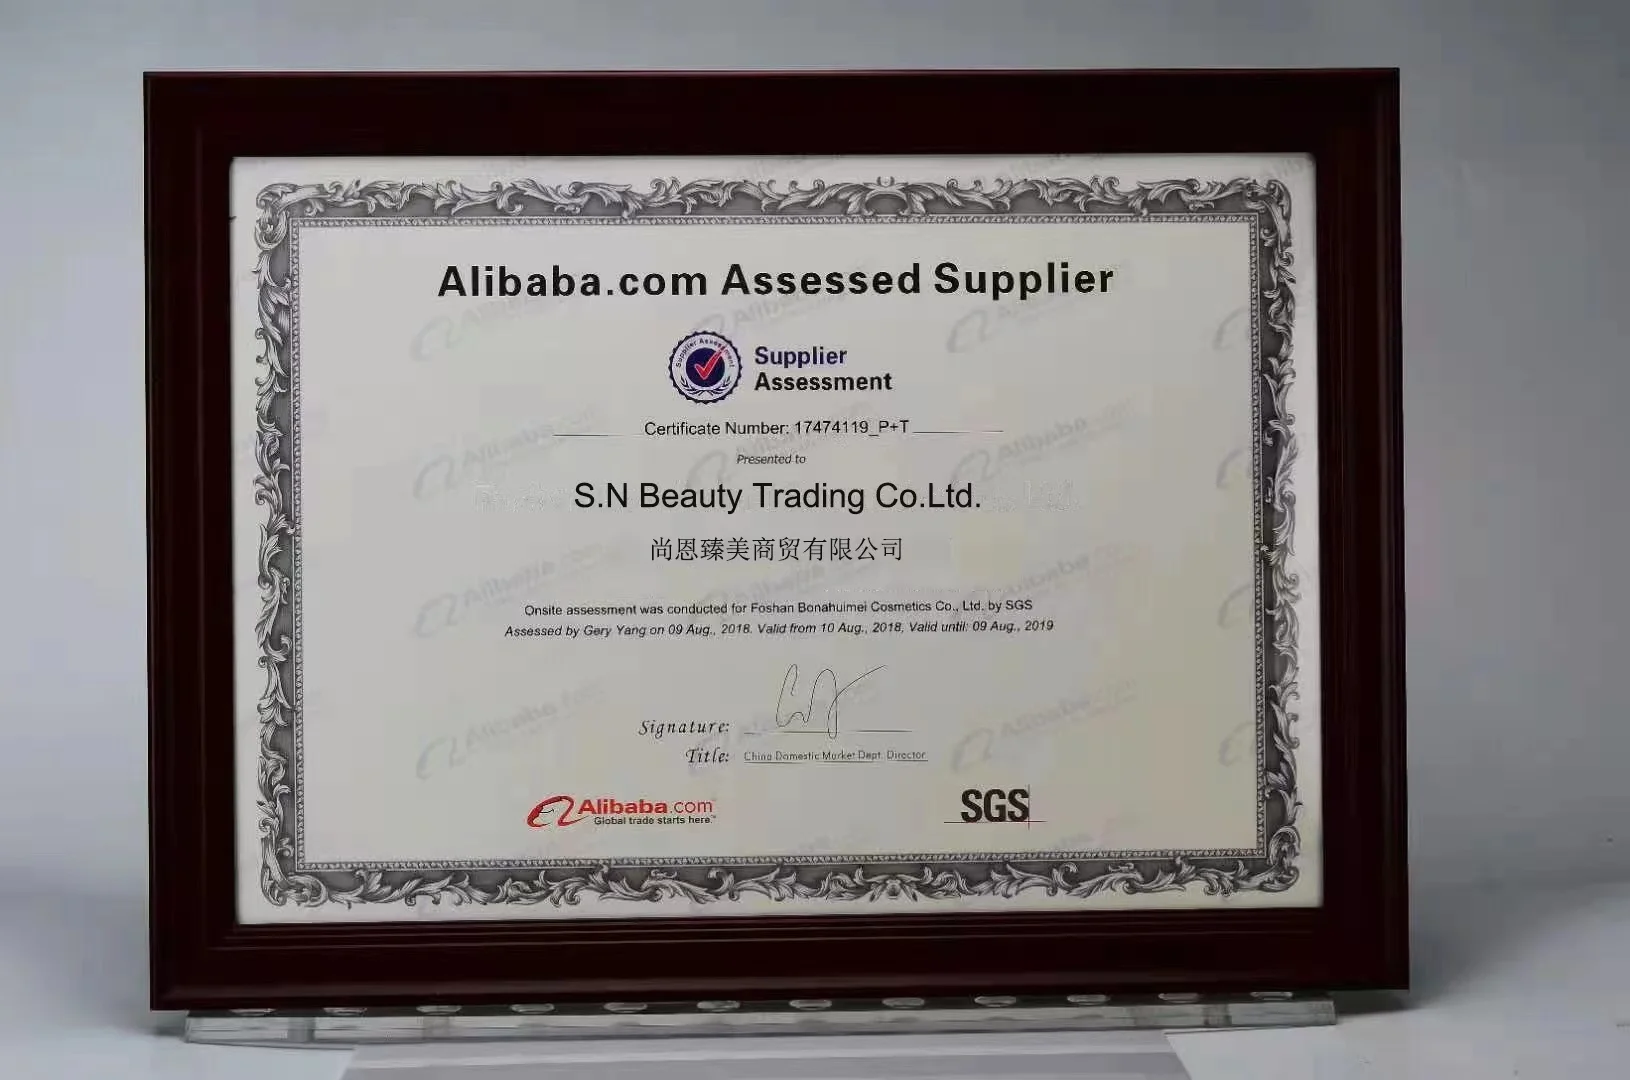 Alibaba.com Assessed Supplier
Supplier Assessment
Supplier
Assessment
Certificate Number: 17474119_P+T
Presented to
S.N Beauty Trading Co.Ltd.
尚恩臻美商贸有限公司
Onsite assessment was conducted for Foshan Bonahuimei Cosmetics Co., Ltd. by SGS
Assessed by Gery Yang on 09 Aug., 2018. Valid from 10 Aug., 2018, Valid until: 09 Aug., 2019
Signature:
Title: China Domestic Market Dept. Director
Alibaba.com
Global trade starts here.™
SGS